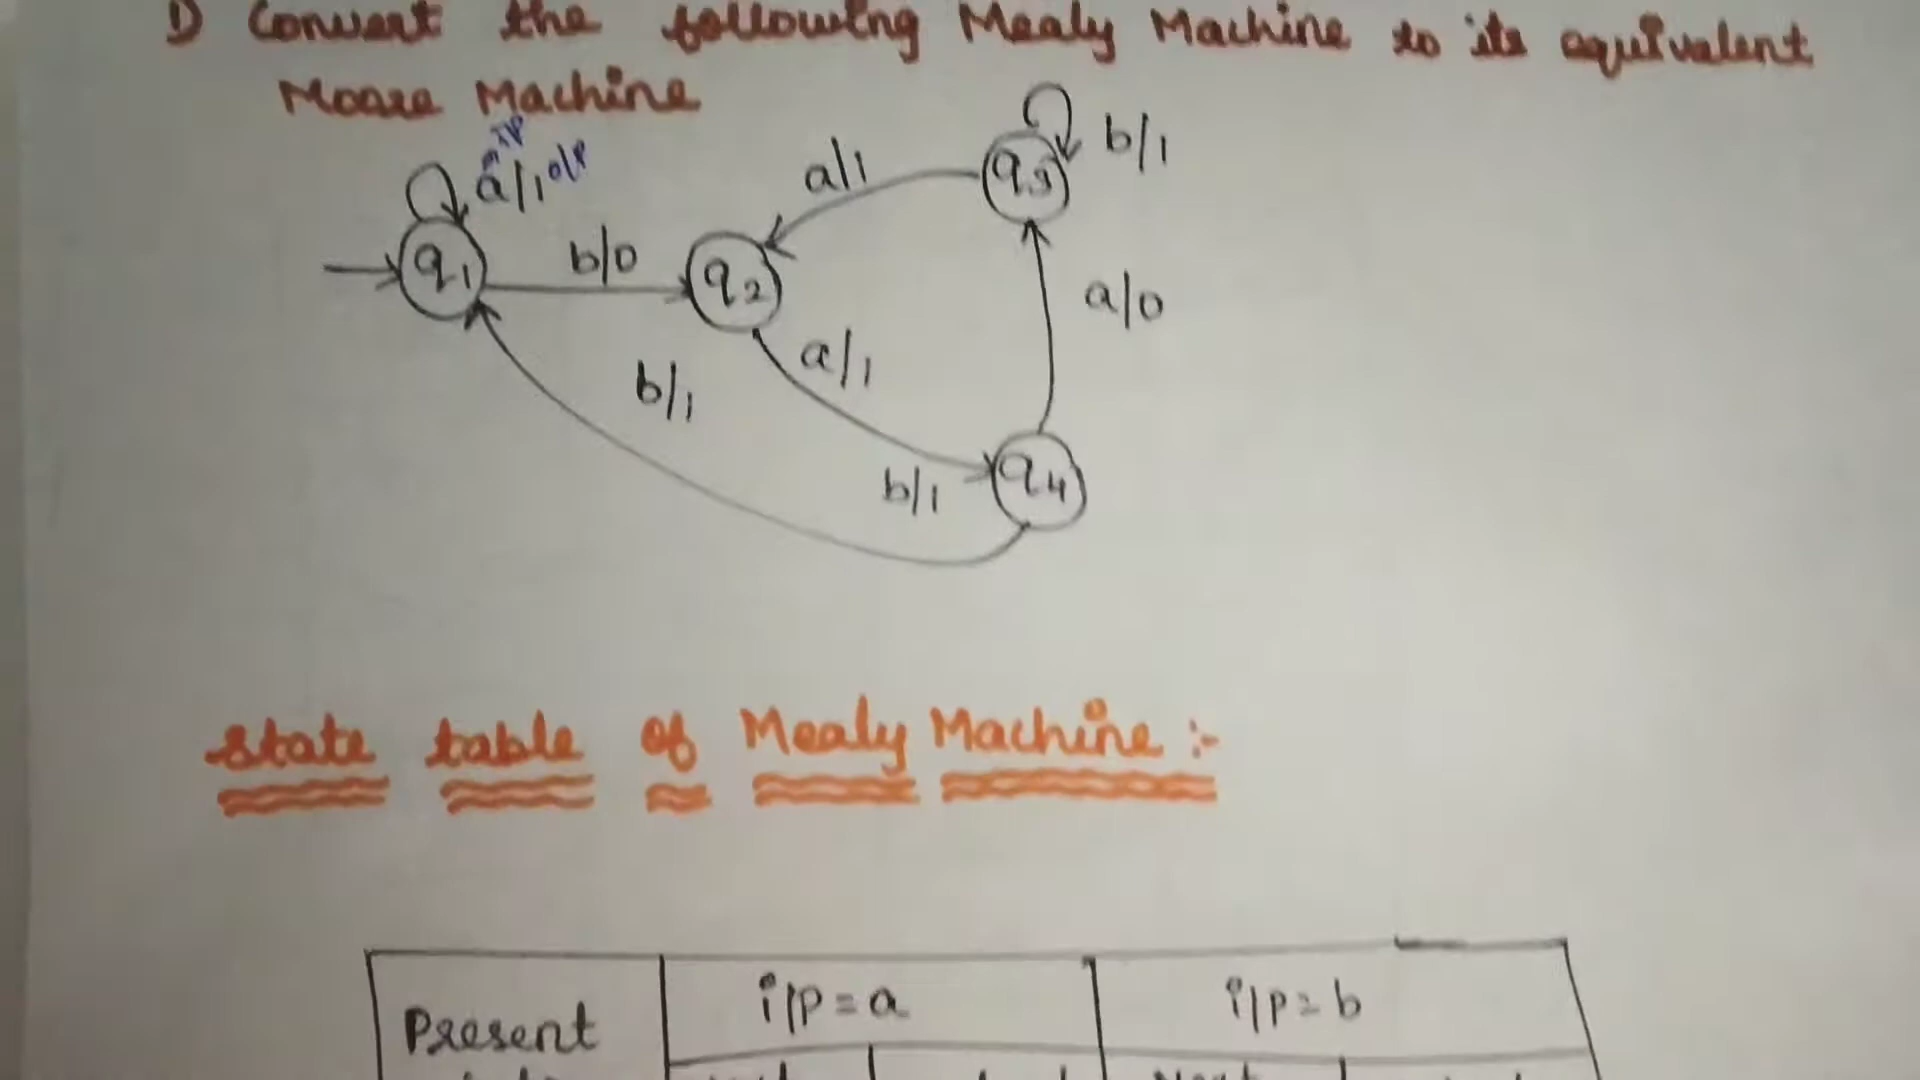 1) Convert the following Mealy Machine to its equivalent
Moore Machine
i/p
a/1 o/p
b/1
a/1
q3
q1
b/0
q2
a/0
a/1
b/1
b/1
q4
State table of Mealy Machine :-
Present
i/p = a
i/p = b